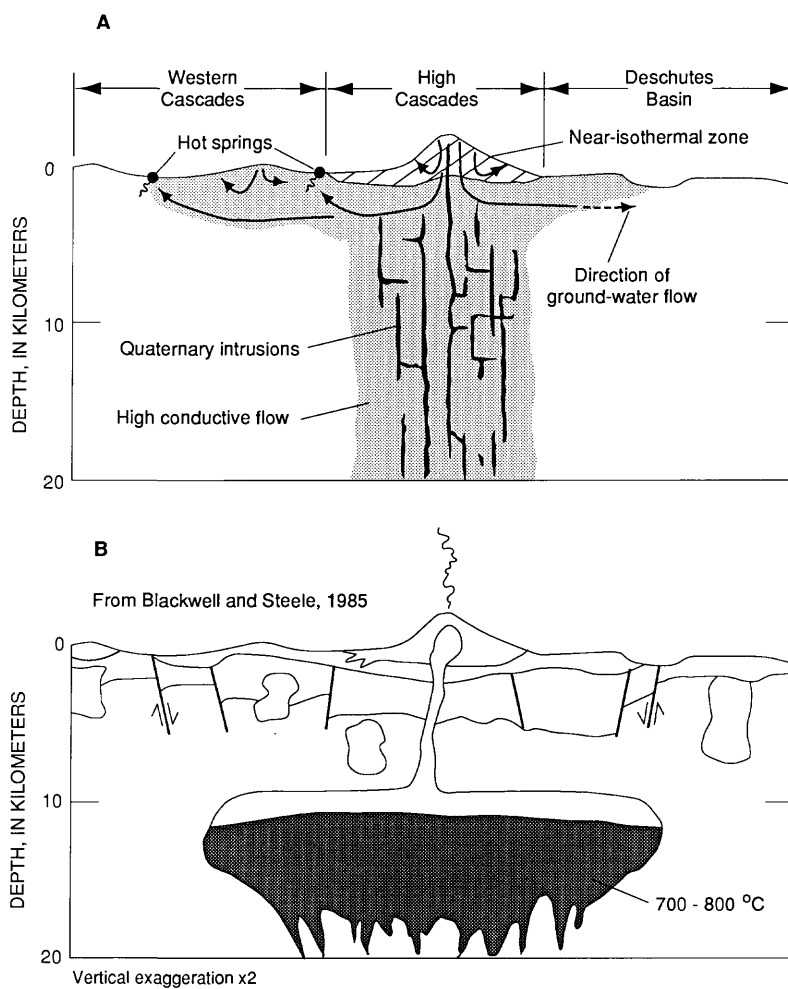 A
Western
Cascades
High
Cascades
Deschutes
Basin
Hot springs
Near-isothermal zone
0
DEPTH, IN KILOMETERS
10
20
Direction of
ground-water flow
Quaternary intrusions
High conductive flow
B
From Blackwell and Steele, 1985
0
DEPTH, IN KILOMETERS
10
20
700 - 800 °C
Vertical exaggeration x2